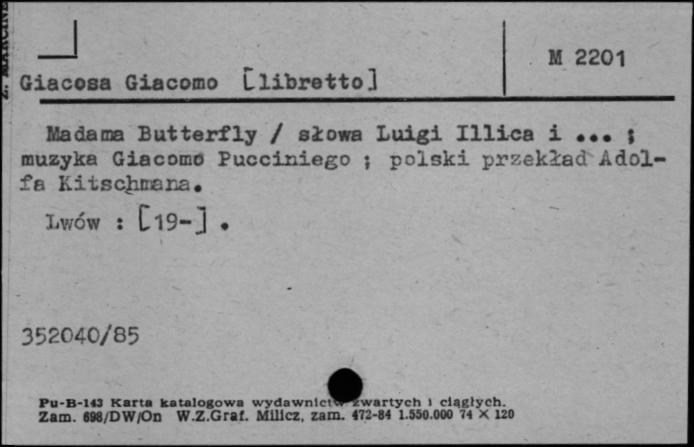 M 2201
Giacosa Giacomo [libretto]
Madama Butterfly / słowa Luigi Illica i ... ;
muzyka Giacomo Pucciniego ; polski przekład Adol-
fa Kitschmana.
Lwów : [19-] .
352040/85
Pu-B-143 Karta katalogowa wydawnictw zwartych i ciągłych.
Zam. 698/DW/On W.Z.Graf. Milicz, zam. 472-84 1.550.000 74 × 120